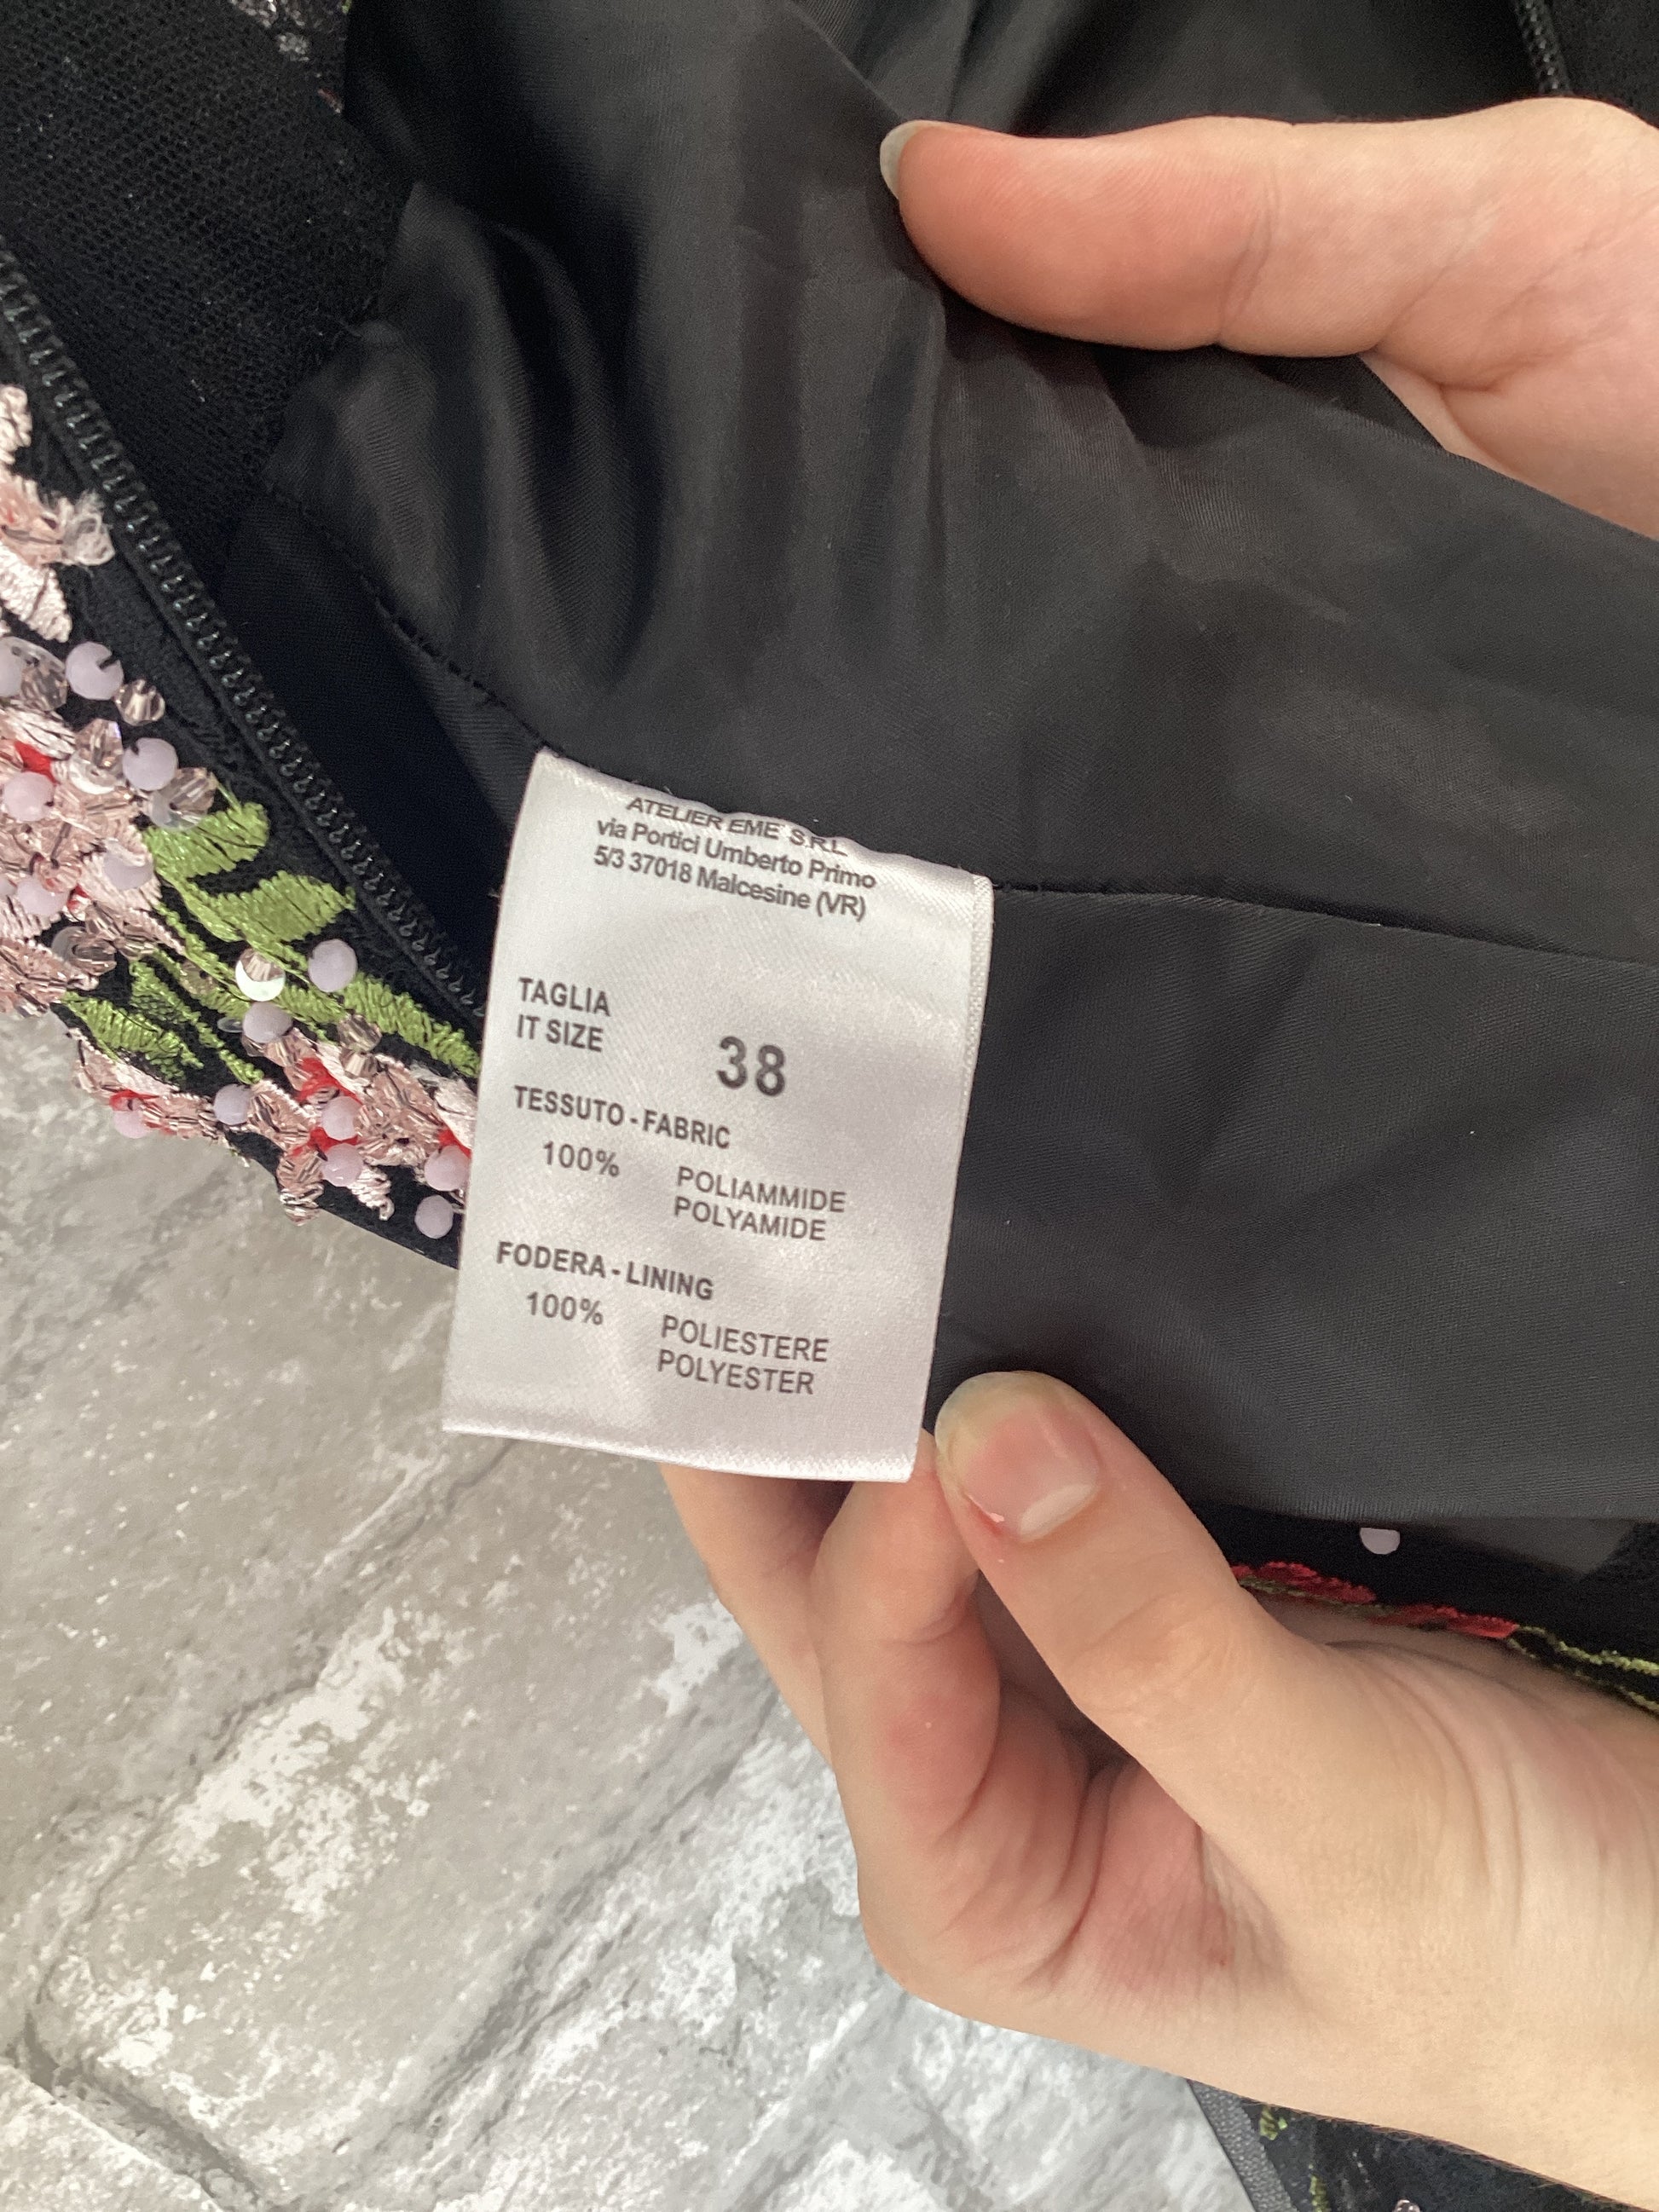 ATELIER EME S.R.L
via Portici Umberto Primo
5/3 37018 Malcesine (VR)
TAGLIA
IT SIZE
38
TESSUTO - FABRIC
100% POLIAMMIDE
POLYAMIDE
FODERA - LINING
100% POLIESTERE
POLYESTER